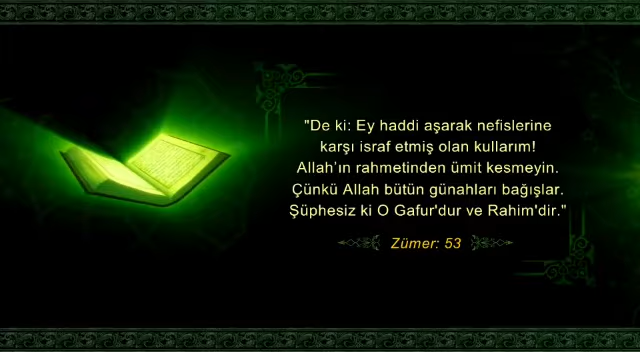 "De ki: Ey haddi aşarak nefislerine
karşı israf etmiş olan kullarım!
Allah'ın rahmetinden ümit kesmeyin.
Çünkü Allah bütün günahları bağışlar.
Şüphesiz ki O Gafur'dur ve Rahim'dir."
Zümer: 53